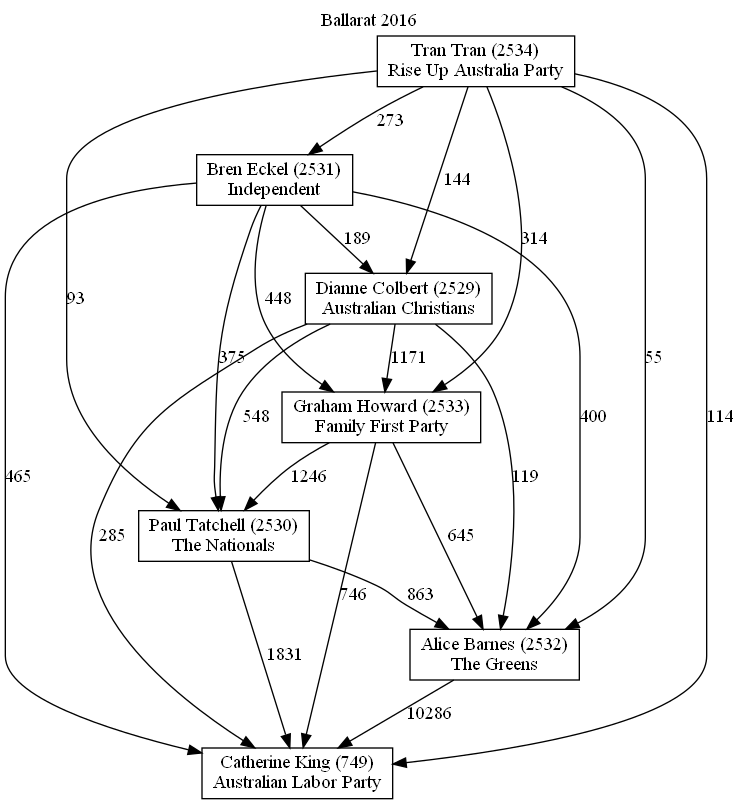 Ballarat 2016
Tran Tran (2534)
Rise Up Australia Party
273
Bren Eckel (2531)
Independent
144
189
314
Dianne Colbert (2529)
Australian Christians
93
448
375
1171
55
548
Graham Howard (2533)
Family First Party
400
114
465
1246
119
Paul Tatchell (2530)
The Nationals
285
645
863
746
1831
Alice Barnes (2532)
The Greens
10286
Catherine King (749)
Australian Labor Party